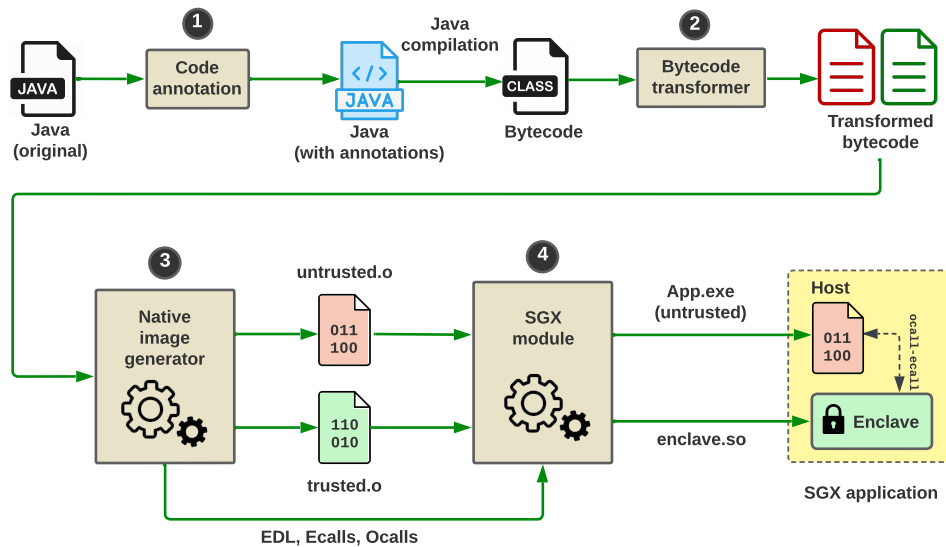 1
2
Java
compilation
JAVA
Code
annotation
</>
JAVA
CLASS
Bytecode
transformer
Java
(original)
Java
(with annotations)
Bytecode
Transformed
bytecode
3
4
untrusted.o
App.exe
(untrusted)
Host
Native
image
generator
011
100
SGX
module
011
100
ocall-ecall
110
010
Enclave
enclave.so
trusted.o
SGX application
EDL, Ecalls, Ocalls